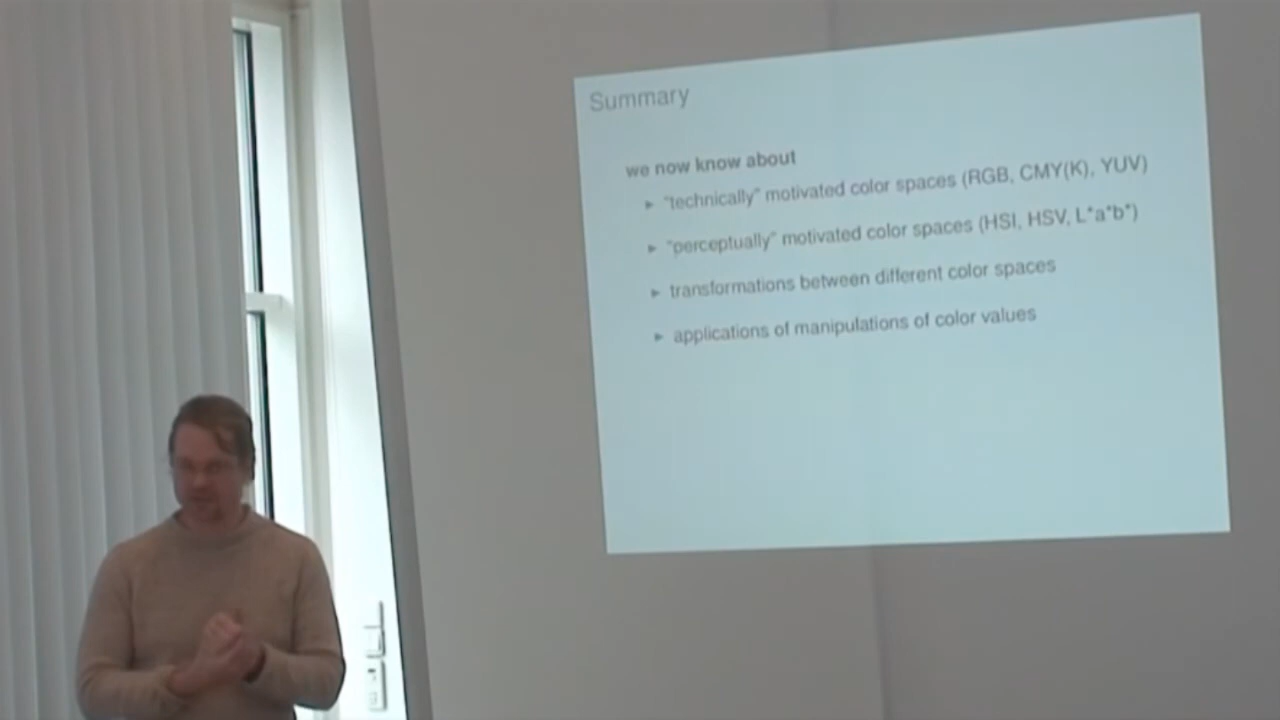 Summary
we now know about
► "technically" motivated color spaces (RGB, CMY(K), YUV)
► "perceptually" motivated color spaces (HSI, HSV, L*a*b*)
► transformations between different color spaces
► applications of manipulations of color values